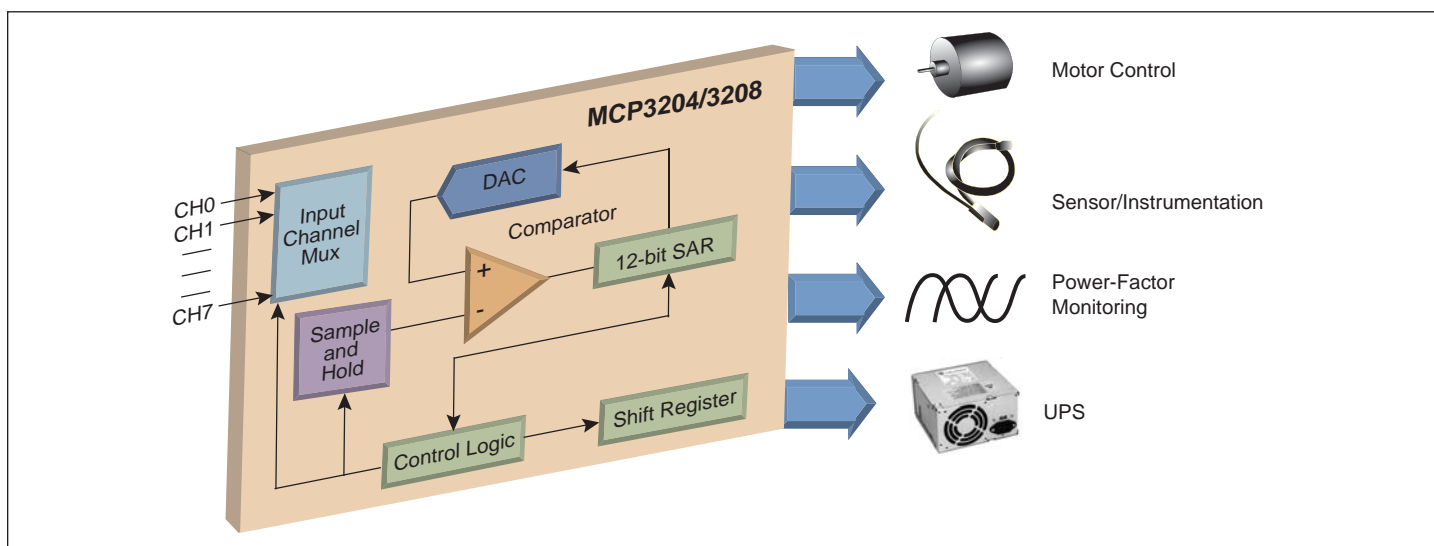 MCP3204/3208
CH0
CH1
CH7
Input
Channel
Mux
DAC
Comparator
+
-
12-bit SAR
Sample
and
Hold
Control Logic
Shift Register
Motor Control
Sensor/Instrumentation
Power-Factor
Monitoring
UPS